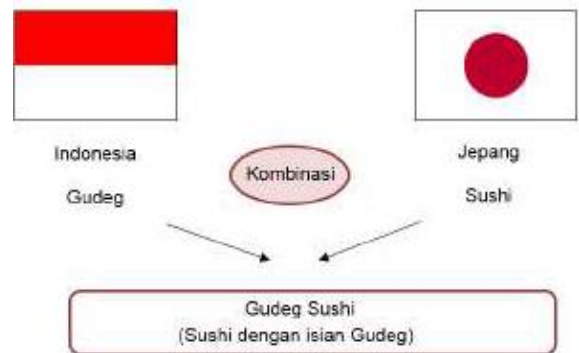 Indonesia
Gudeg
Kombinasi
Jepang
Sushi
Gudeg Sushi
(Sushi dengan isian Gudeg)